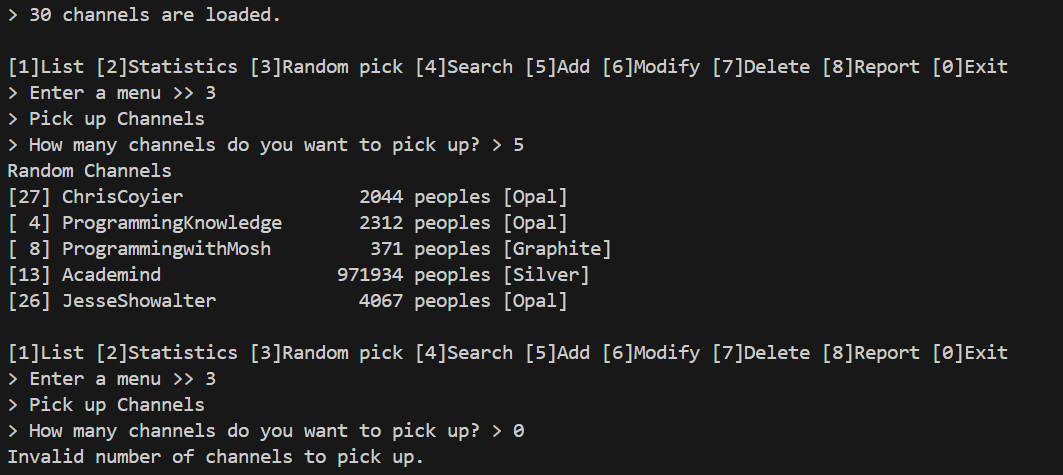 > 30 channels are loaded.
[1]List [2]Statistics [3]Random pick [4]Search [5]Add [6]Modify [7]Delete [8]Report [0]Exit
> Enter a menu >> 3
> Pick up Channels
> How many channels do you want to pick up? > 5
Random Channels
[27] ChrisCoyier                2044 peoples [Opal]
[ 4] ProgrammingKnowledge       2312 peoples [Opal]
[ 8] ProgrammingwithMosh         371 peoples [Graphite]
[13] Academind                971934 peoples [Silver]
[26] JesseShowalter             4067 peoples [Opal]
[1]List [2]Statistics [3]Random pick [4]Search [5]Add [6]Modify [7]Delete [8]Report [0]Exit
> Enter a menu >> 3
> Pick up Channels
> How many channels do you want to pick up? > 0
Invalid number of channels to pick up.